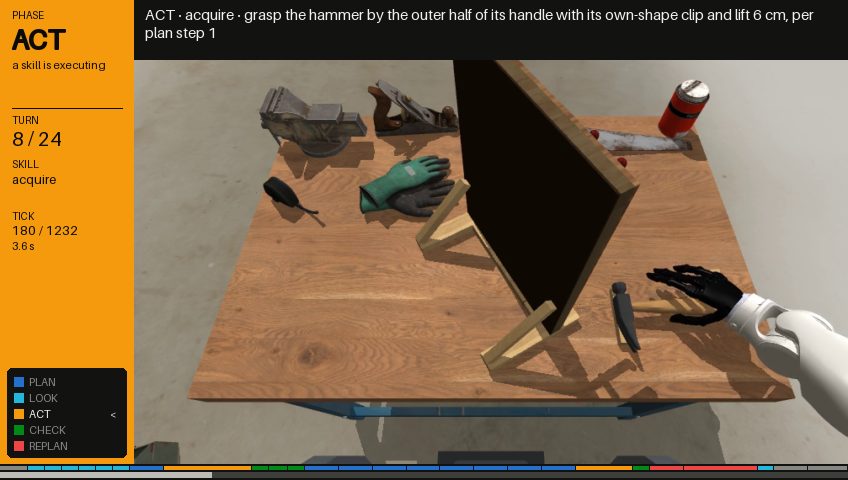 PHASE
ACT
a skill is executing
TURN
8 / 24
SKILL
acquire
TICK
180 / 1232
3.6 s
PLAN
LOOK
ACT <
CHECK
REPLAN
ACT · acquire · grasp the hammer by the outer half of its handle with its own-shape clip and lift 6 cm, per
plan step 1